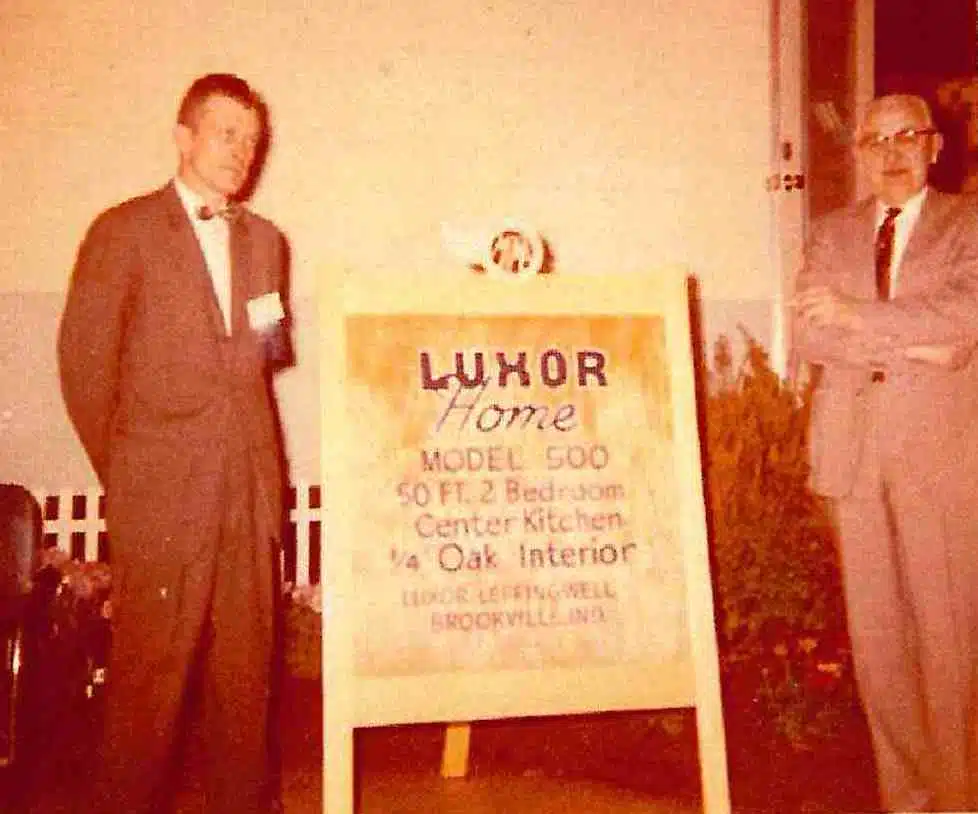 LUXOR
Home
MODEL 500
50 FT. 2 Bedroom
Center Kitchen
1/4 Oak Interior
LUXOR LEFFINGWELL
BROOKVILLE, IND.